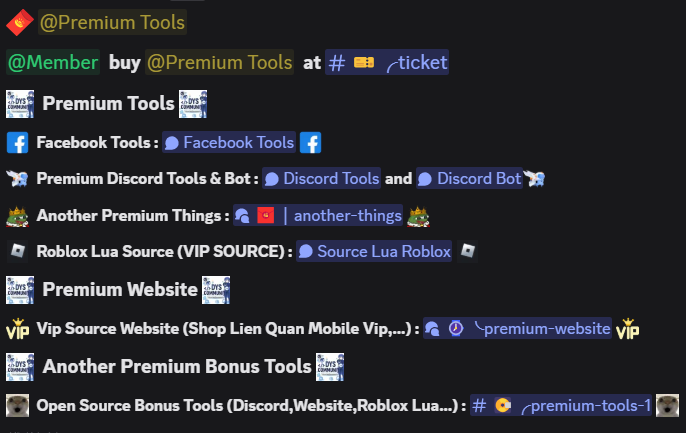 @Premium Tools
@Member buy @Premium Tools at # ticket
Premium Tools
Facebook Tools : Facebook Tools
Premium Discord Tools & Bot : Discord Tools and Discord Bot
Another Premium Things : | another-things
Roblox Lua Source (VIP SOURCE) : Source Lua Roblox
Premium Website
VIP Vip Source Website (Shop Lien Quan Mobile Vip,...) : premium-website VIP
Another Premium Bonus Tools
Open Source Bonus Tools (Discord,Website,Roblox Lua...) : # premium-tools-1